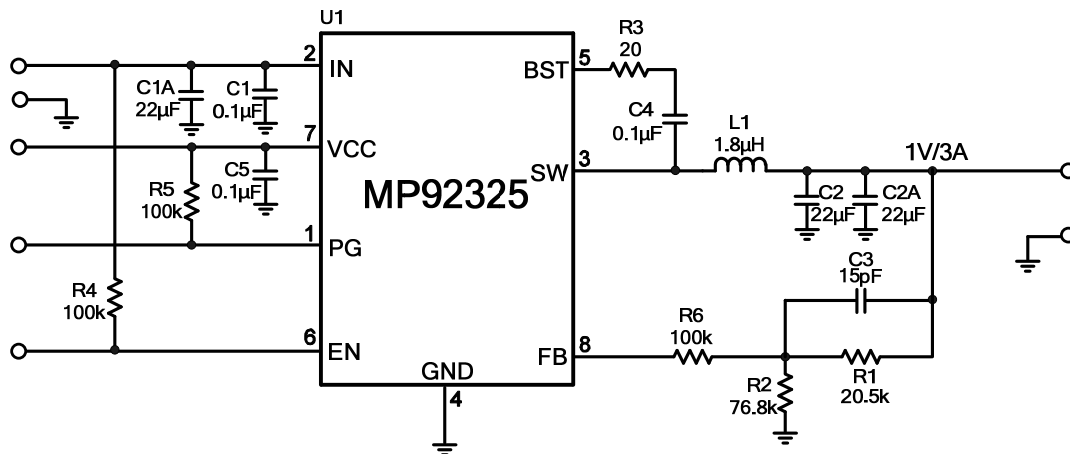 U1
MP92325
2
IN
7
VCC
1
PG
6
EN
GND
4
5
BST
3
SW
8
FB
C1A
22µF
C1
0.1µF
C5
0.1µF
R5
100k
R4
100k
R3
20
C4
0.1µF
L1
1.8µH
1V/3A
C2
22µF
C2A
22µF
C3
15pF
R6
100k
R2
76.8k
R1
20.5k